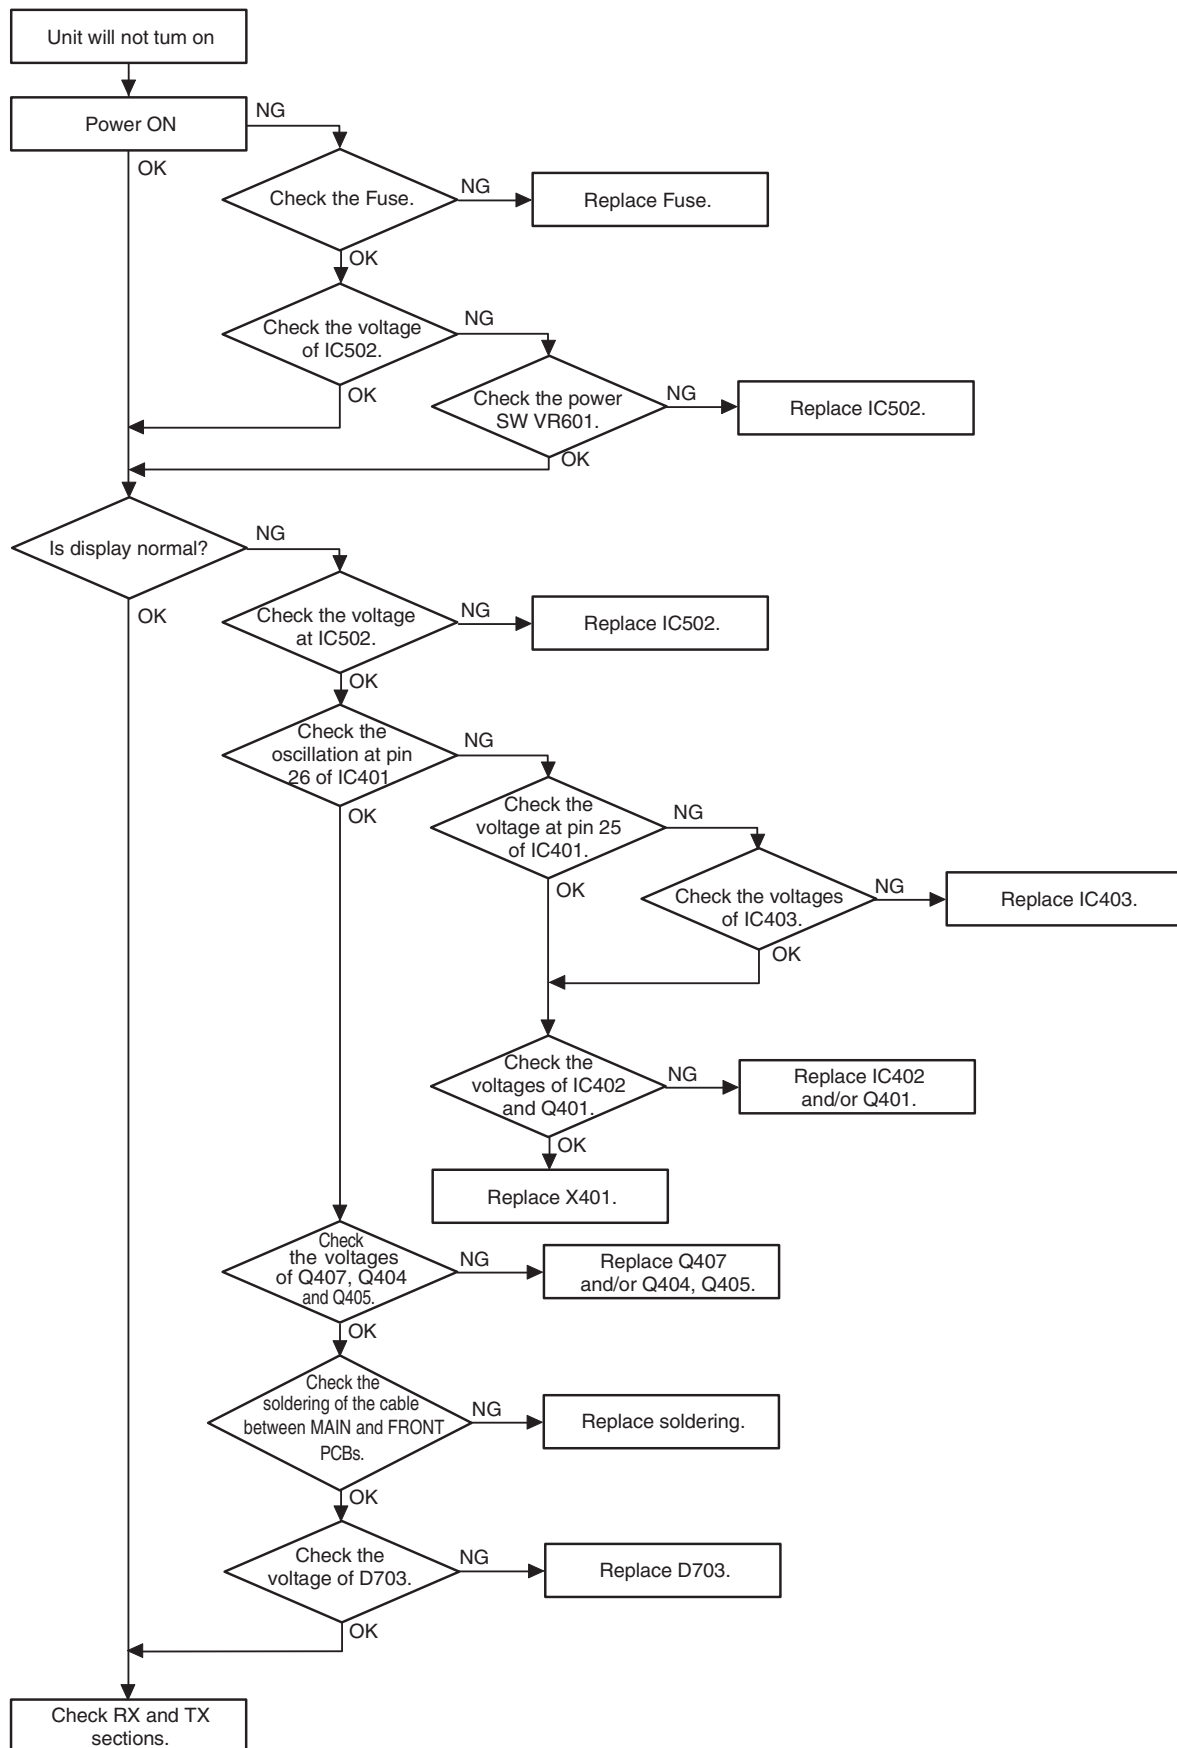 Unit will not tum on
Power ON
NG
OK
Check the Fuse.
NG
Replace Fuse.
OK
Check the voltage
of IC502.
NG
OK
Check the power
SW VR601.
NG
Replace IC502.
OK
Is display normal?
NG
OK
Check the voltage
at IC502.
NG
Replace IC502.
OK
Check the
oscillation at pin
26 of IC401
NG
OK
Check the
voltage at pin 25
of IC401.
NG
OK
Check the voltages
of IC403.
NG
Replace IC403.
OK
Check the
voltages of IC402
and Q401.
NG
Replace IC402
and/or Q401.
OK
Replace X401.
Check
the voltages
of Q407, Q404
and Q405.
NG
Replace Q407
and/or Q404, Q405.
OK
Check the
soldering of the cable
between MAIN and FRONT
PCBs.
NG
Replace soldering.
OK
Check the
voltage of D703.
NG
Replace D703.
OK
Check RX and TX
sections.